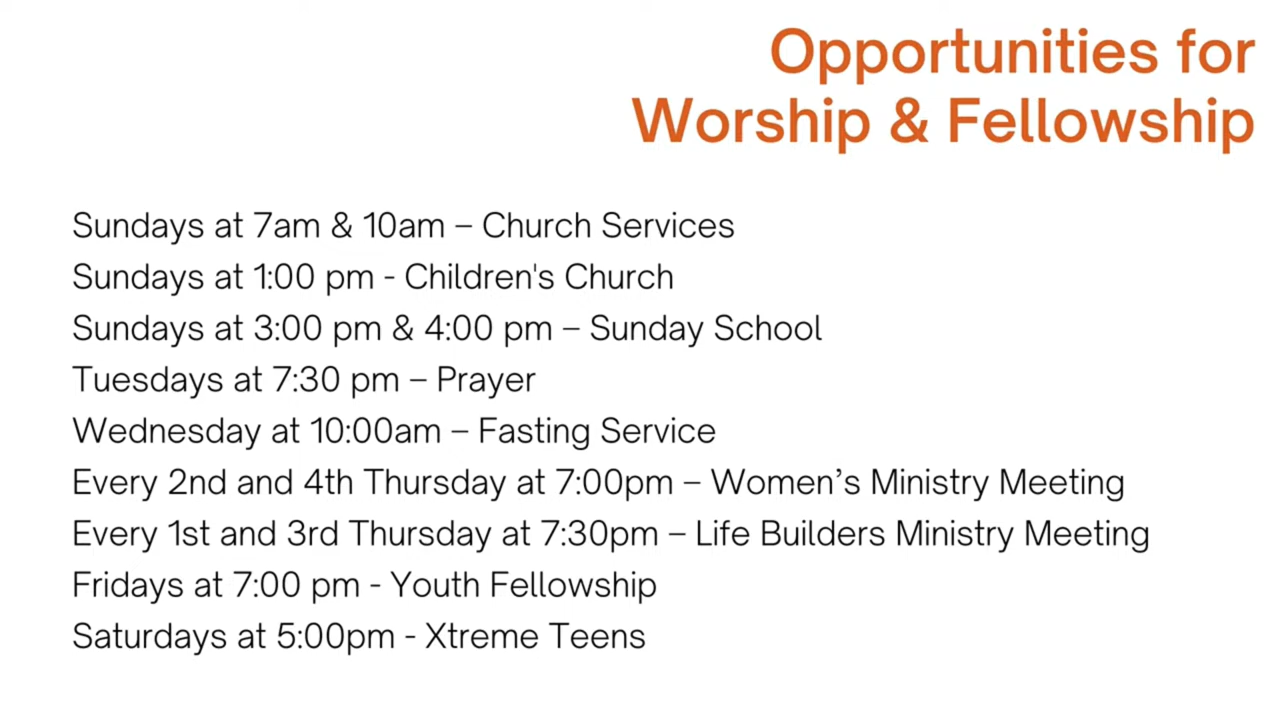 Opportunities for
Worship & Fellowship
Sundays at 7am & 10am – Church Services
Sundays at 1:00 pm - Children's Church
Sundays at 3:00 pm & 4:00 pm – Sunday School
Tuesdays at 7:30 pm – Prayer
Wednesday at 10:00am – Fasting Service
Every 2nd and 4th Thursday at 7:00pm – Women’s Ministry Meeting
Every 1st and 3rd Thursday at 7:30pm – Life Builders Ministry Meeting
Fridays at 7:00 pm - Youth Fellowship
Saturdays at 5:00pm - Xtreme Teens